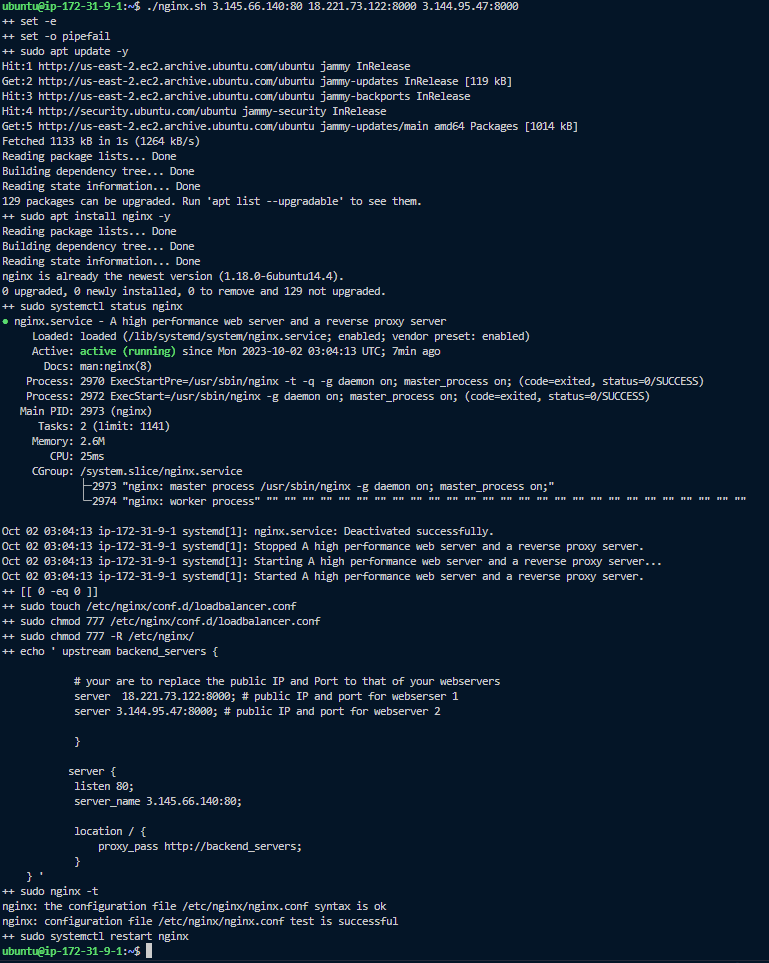 ubuntu@ip-172-31-9-1:~$ ./nginx.sh 3.145.66.140:80 18.221.73.122:8000 3.144.95.47:8000
++ set -e
++ set -o pipefail
++ sudo apt update -y
Hit:1 http://us-east-2.ec2.archive.ubuntu.com/ubuntu jammy InRelease
Get:2 http://us-east-2.ec2.archive.ubuntu.com/ubuntu jammy-updates InRelease [119 kB]
Hit:3 http://us-east-2.ec2.archive.ubuntu.com/ubuntu jammy-backports InRelease
Hit:4 http://security.ubuntu.com/ubuntu jammy-security InRelease
Get:5 http://us-east-2.ec2.archive.ubuntu.com/ubuntu jammy-updates/main amd64 Packages [1014 kB]
Fetched 1133 kB in 1s (1264 kB/s)
Reading package lists... Done
Building dependency tree... Done
Reading state information... Done
129 packages can be upgraded. Run 'apt list --upgradable' to see them.
++ sudo apt install nginx -y
Reading package lists... Done
Building dependency tree... Done
Reading state information... Done
nginx is already the newest version (1.18.0-6ubuntu14.4).
0 upgraded, 0 newly installed, 0 to remove and 129 not upgraded.
++ sudo systemctl status nginx
● nginx.service - A high performance web server and a reverse proxy server
     Loaded: loaded (/lib/systemd/system/nginx.service; enabled; vendor preset: enabled)
     Active: active (running) since Mon 2023-10-02 03:04:13 UTC; 7min ago
       Docs: man:nginx(8)
    Process: 2970 ExecStartPre=/usr/sbin/nginx -t -q -g daemon on; master_process on; (code=exited, status=0/SUCCESS)
    Process: 2972 ExecStart=/usr/sbin/nginx -g daemon on; master_process on; (code=exited, status=0/SUCCESS)
   Main PID: 2973 (nginx)
      Tasks: 2 (limit: 1141)
     Memory: 2.6M
        CPU: 25ms
     CGroup: /system.slice/nginx.service
             ├─2973 "nginx: master process /usr/sbin/nginx -g daemon on; master_process on;"
             └─2974 "nginx: worker process" "" "" "" "" "" "" "" "" "" "" "" "" "" "" "" "" "" "" "" "" "" "" "" "" "" "" ""

Oct 02 03:04:13 ip-172-31-9-1 systemd[1]: nginx.service: Deactivated successfully.
Oct 02 03:04:13 ip-172-31-9-1 systemd[1]: Stopped A high performance web server and a reverse proxy server.
Oct 02 03:04:13 ip-172-31-9-1 systemd[1]: Starting A high performance web server and a reverse proxy server...
Oct 02 03:04:13 ip-172-31-9-1 systemd[1]: Started A high performance web server and a reverse proxy server.
++ [[ 0 -eq 0 ]]
++ sudo touch /etc/nginx/conf.d/loadbalancer.conf
++ sudo chmod 777 /etc/nginx/conf.d/loadbalancer.conf
++ sudo chmod 777 -R /etc/nginx/
++ echo ' upstream backend_servers {

            # your are to replace the public IP and Port to that of your webservers
            server  18.221.73.122:8000; # public IP and port for webserser 1
            server 3.144.95.47:8000; # public IP and port for webserver 2

            }

           server {
            listen 80;
            server_name 3.145.66.140:80;

            location / {
                proxy_pass http://backend_servers;
            }
    } '
++ sudo nginx -t
nginx: the configuration file /etc/nginx/nginx.conf syntax is ok
nginx: configuration file /etc/nginx/nginx.conf test is successful
++ sudo systemctl restart nginx
ubuntu@ip-172-31-9-1:~$